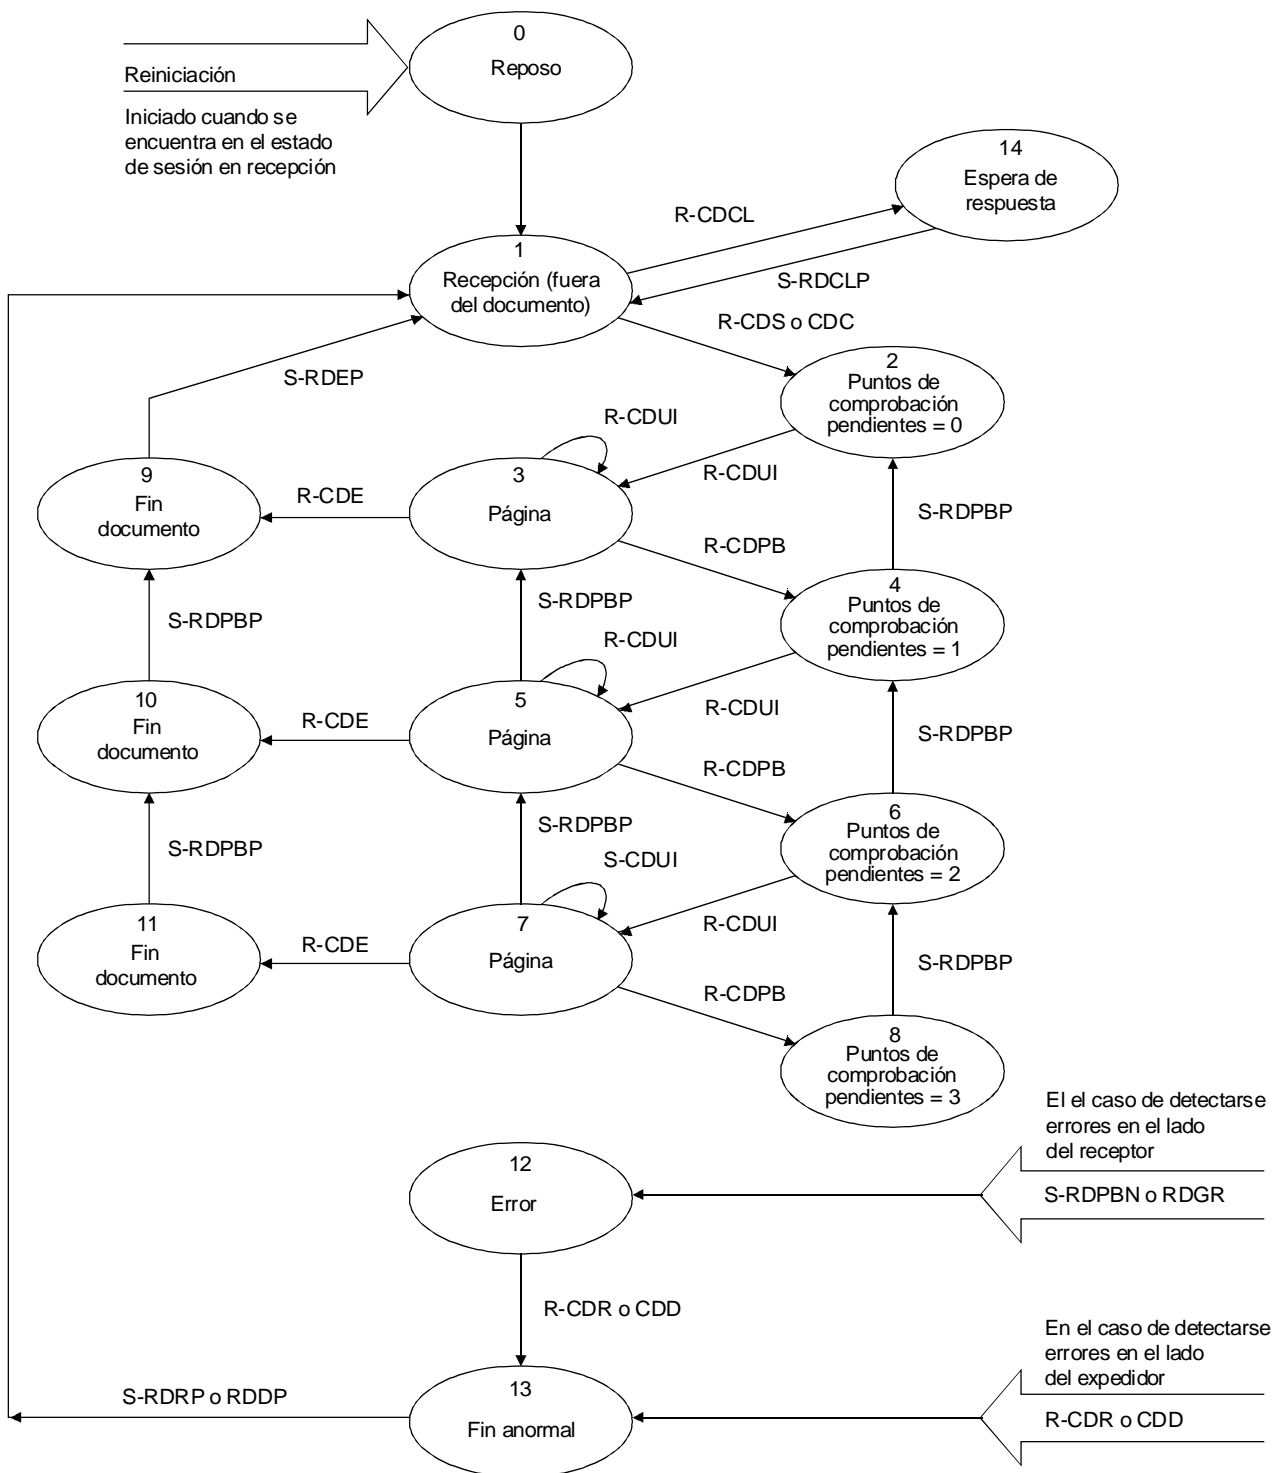 0
Reposo
Reiniciación
Iniciado cuando se
encuentra en el estado
de sesión en recepción
14
Espera de
respuesta
R-CDCL
1
Recepción (fuera
del documento)
S-RDCLP
R-CDS o CDC
S-RDEP
2
Puntos de
comprobación
pendientes = 0
R-CDUI
R-CDUI
9
Fin
documento
R-CDE
3
Página
S-RDPBP
R-CDPB
4
Puntos de
comprobación
pendientes = 1
S-RDPBP
S-RDPBP
R-CDUI
R-CDUI
10
Fin
documento
R-CDE
5
Página
S-RDPBP
R-CDPB
6
Puntos de
comprobación
pendientes = 2
S-RDPBP
S-RDPBP
S-CDUI
R-CDUI
11
Fin
documento
R-CDE
7
Página
S-RDPBP
R-CDPB
8
Puntos de
comprobación
pendientes = 3
El el caso de detectarse
errores en el lado
del receptor
S-RDPBN o RDGR
12
Error
R-CDR o CDD
En el caso de detectarse
errores en el lado
del expedidor
R-CDR o CDD
S-RDRP o RDDP
13
Fin anormal